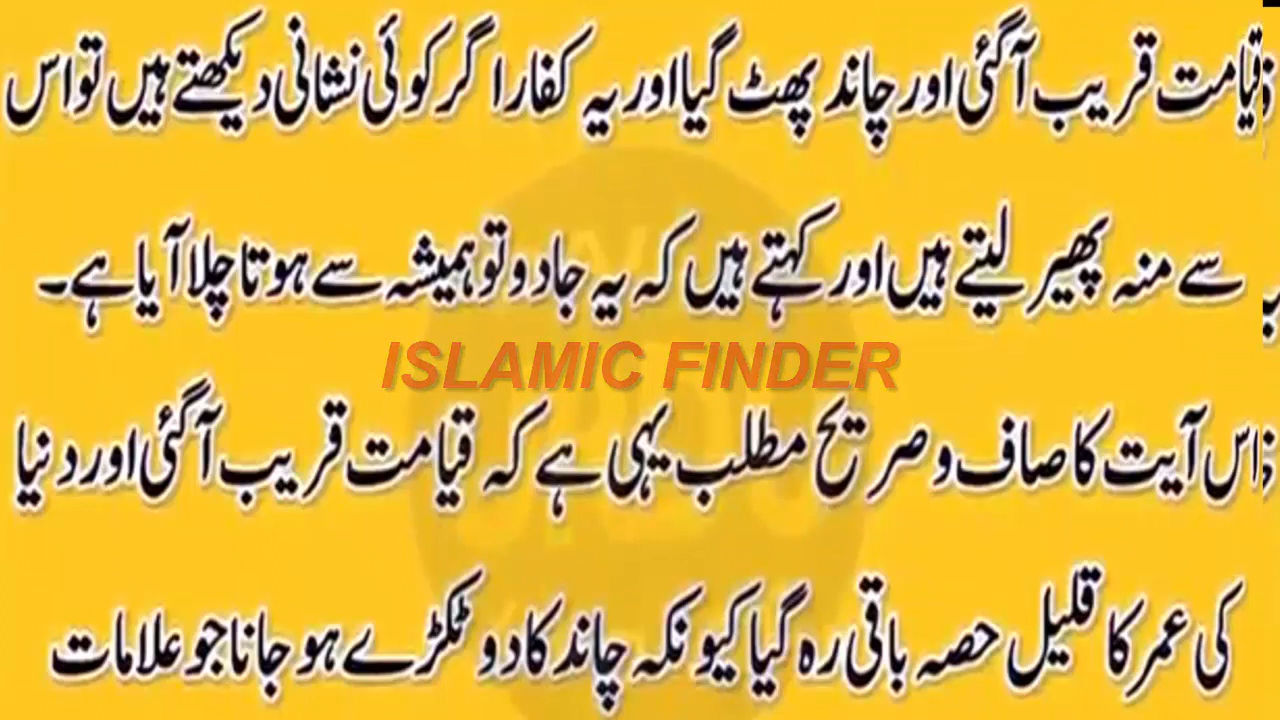 قیامت قریب آگئی اور چاند پھٹ گیا اور یہ کفار اگر کوئی نشانی دیکھتے ہیں تو اس
سے منہ پھیر لیتے ہیں اور کہتے ہیں کہ یہ جادو تو ہمیشہ سے ہوتا چلا آیا ہے۔
ISLAMIC FINDER
اس آیت کا صاف و صریح مطلب یہی ہے کہ قیامت قریب آگئی اور دنیا
کی عمر کا قلیل حصہ باقی رہ گیا کیونکہ چاند کا دو ٹکڑے ہو جانا جو علامات